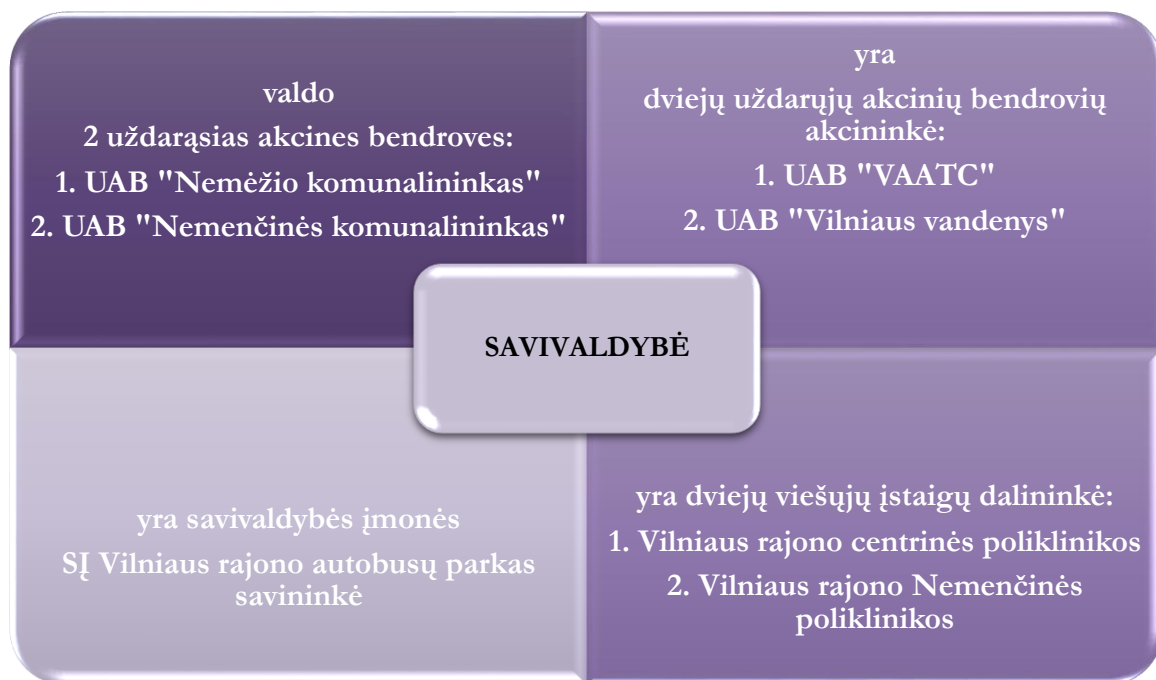 valdo
2 uždarąsias akcines bendroves:
1. UAB "Nemėžio komunalininkas"
2. UAB "Nemenčinės komunalininkas"
yra
dviejų uždarųjų akcinių bendrovių
akcininkė:
1. UAB "VAATC"
2. UAB "Vilniaus vandenys"
SAVIVALDYBĖ
yra savivaldybės įmonės
SĮ Vilniaus rajono autobusų parkas
savininkė
yra dviejų viešųjų įstaigų dalininkė:
1. Vilniaus rajono centrinės poliklinikos
2. Vilniaus rajono Nemenčinės
poliklinikos